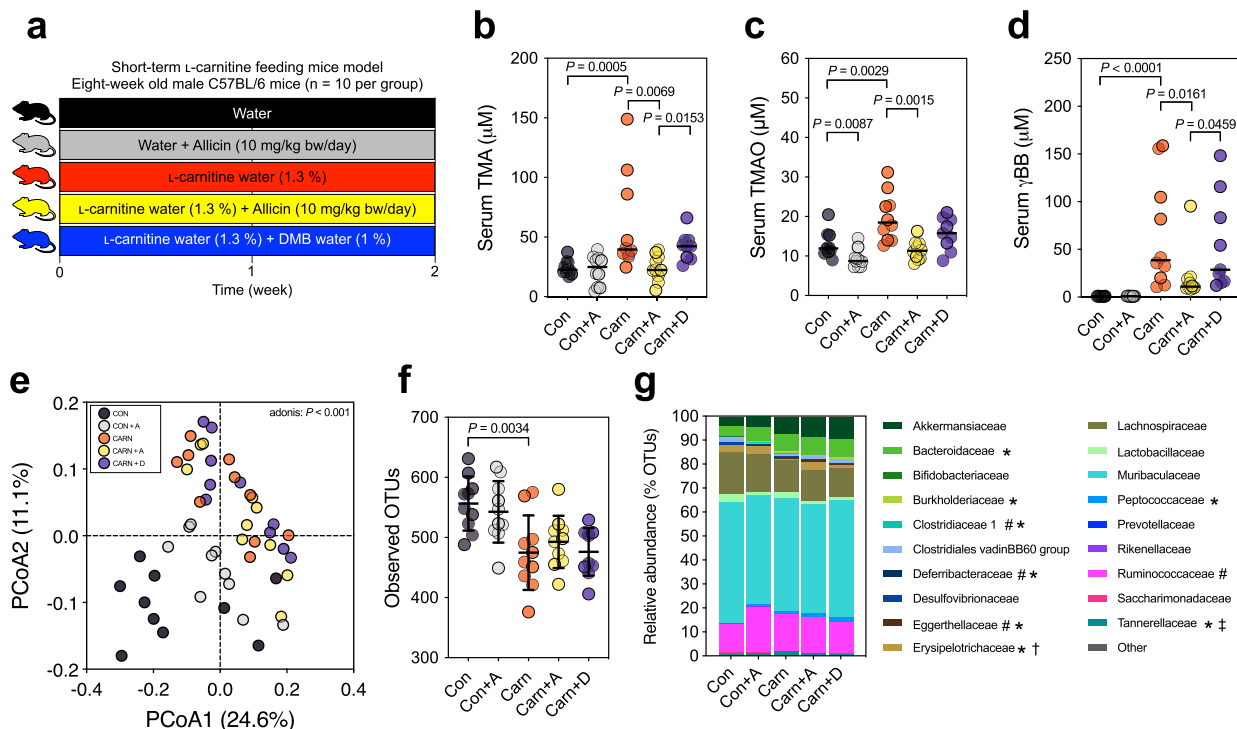 a
Short-term ʟ-carnitine feeding mice model
Eight-week old male C57BL/6 mice (n = 10 per group)
Water
Water + Allicin (10 mg/kg bw/day)
ʟ-carnitine water (1.3 %)
ʟ-carnitine water (1.3 %) + Allicin (10 mg/kg bw/day)
ʟ-carnitine water (1.3 %) + DMB water (1 %)
0 1 2
Time (week)
b
Serum TMA (μM)
200
150
100
50
0
P = 0.0005
P = 0.0069
P = 0.0153
Con Con+A Carn Carn+A Carn+D
c
Serum TMAO (μM)
60
50
40
30
20
10
0
P = 0.0029
P = 0.0087
P = 0.0015
Con Con+A Carn Carn+A Carn+D
d
Serum γBB (μM)
250
200
150
100
50
0
P < 0.0001
P = 0.0161
P = 0.0459
Con Con+A Carn Carn+A Carn+D
e
PCoA2 (11.1%)
0.2
0.1
0.0
-0.1
-0.2
CON
CON + A
CARN
CARN + A
CARN + D
adonis: P < 0.001
-0.4 -0.2 0.0 0.2 0.4
PCoA1 (24.6%)
f
Observed OTUs
700
600
500
400
300
P = 0.0034
Con Con+A Carn Carn+A Carn+D
g
Relative abundance (% OTUs)
100
90
80
70
60
50
40
30
20
10
0
Con Con+A Carn Carn+A Carn+D
Akkermansiaceae
Bacteroidaceae *
Bifidobacteriaceae
Burkholderiaceae *
Clostridiaceae 1 # *
Clostridiales vadinBB60 group
Deferribacteraceae # *
Desulfovibrionaceae
Eggerthellaceae # *
Erysipelotrichaceae * †
Lachnospiraceae
Lactobacillaceae
Muribaculaceae
Peptococcaceae *
Prevotellaceae
Rikenellaceae
Ruminococcaceae #
Saccharimonadaceae
Tannerellaceae * ‡
Other